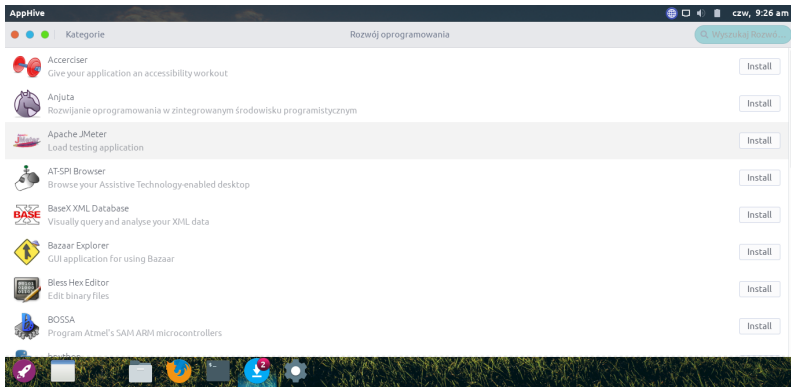 AppHive
czw, 9:26 am
Kategorie
Rozwój oprogramowania
Wyszukaj Rozwó...
Accerciser
Give your application an accessibility workout
Install
Anjuta
Rozwijanie oprogramowania w zintegrowanym środowisku programistycznym
Install
Apache JMeter
Load testing application
Install
AT-SPI Browser
Browse your Assistive Technology-enabled desktop
Install
BASE
BaseX XML Database
Visually query and analyse your XML data
Install
Bazaar Explorer
GUI application for using Bazaar
Install
Bless Hex Editor
Edit binary files
Install
BOSSA
Program Atmel's SAM ARM microcontrollers
Install
2